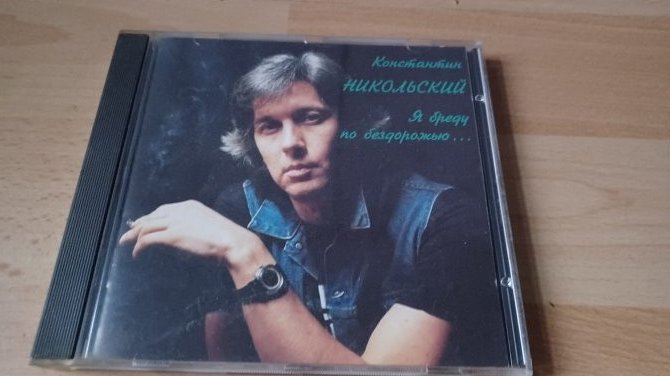 Константин
НИКОЛЬСКИЙ
Я бреду
по бездорожью...